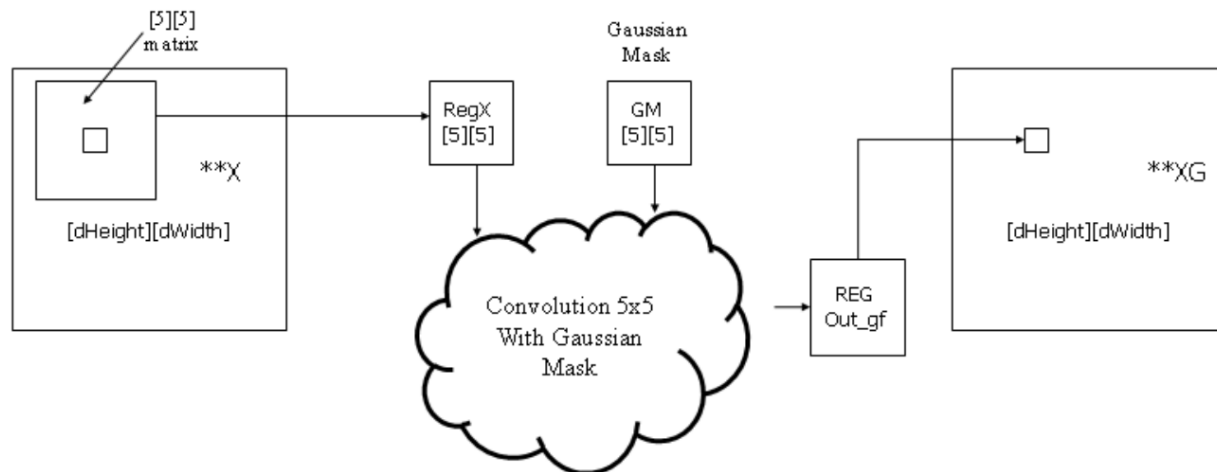 [5][5]
matrix
**X
[dHeight][dWidth]
RegX
[5][5]
Gaussian
Mask
GM
[5][5]
Convolution 5x5
With Gaussian
Mask
REG
Out_gf
**XG
[dHeight][dWidth]